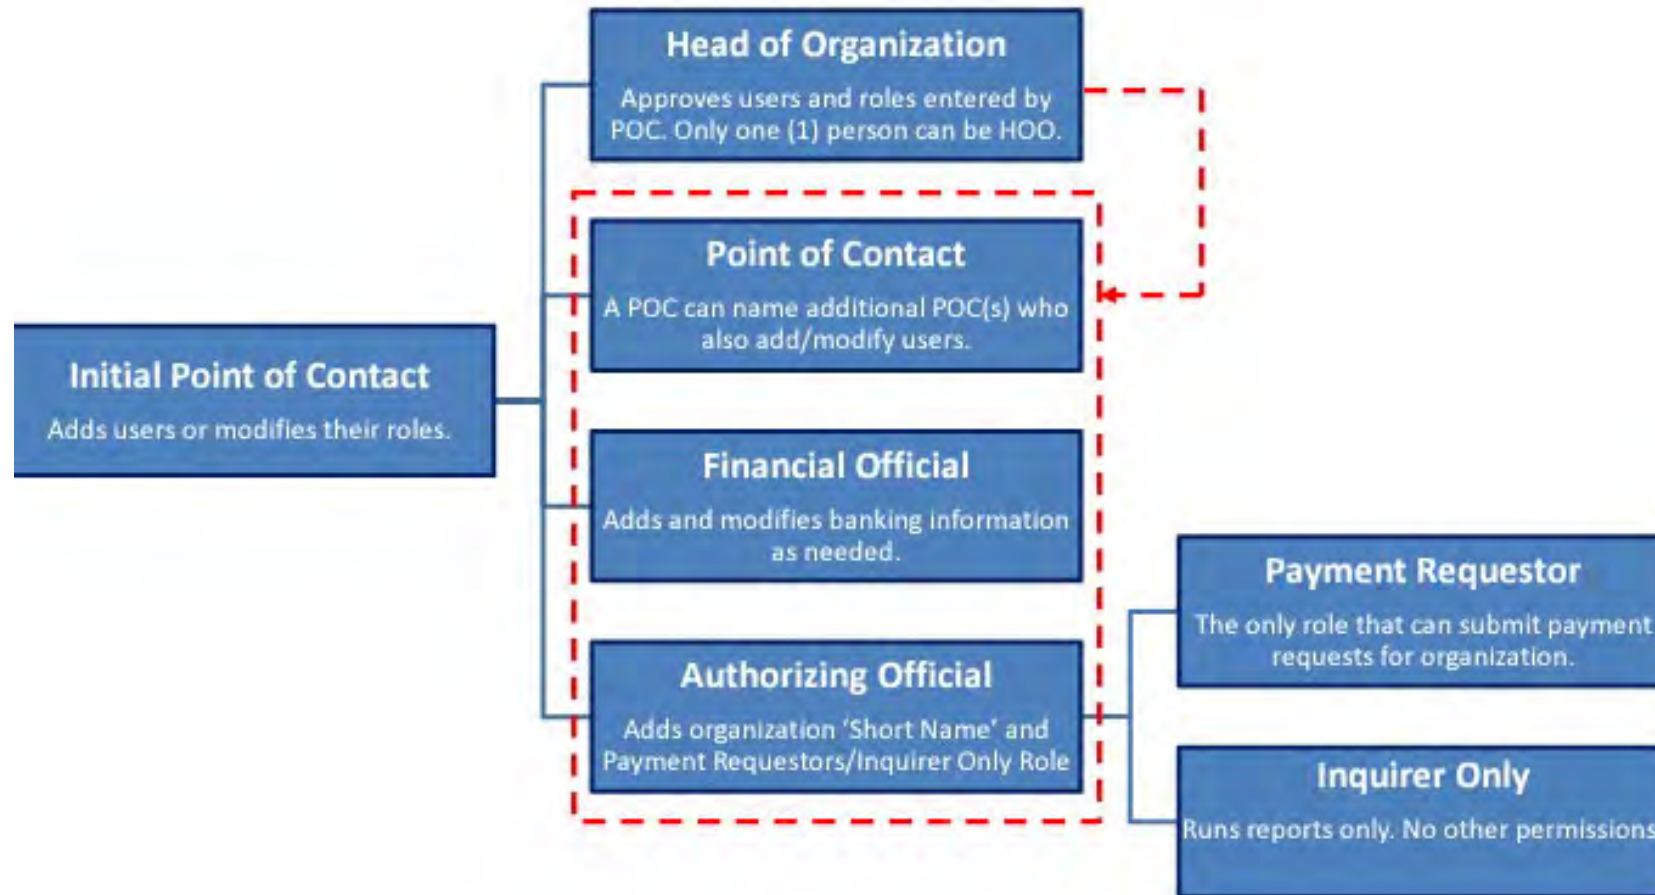 Head of Organization
Approves users and roles entered by
POC. Only one (1) person can be HOO.
Point of Contact
A POC can name additional POC(s) who
also add/modify users.
Initial Point of Contact
Adds users or modifies their roles.
Financial Official
Adds and modifies banking information
as needed.
Authorizing Official
Adds organization ‘Short Name’ and
Payment Requestors/Inquirer Only Role
Payment Requestor
The only role that can submit payment
requests for organization.
Inquirer Only
Runs reports only. No other permissions